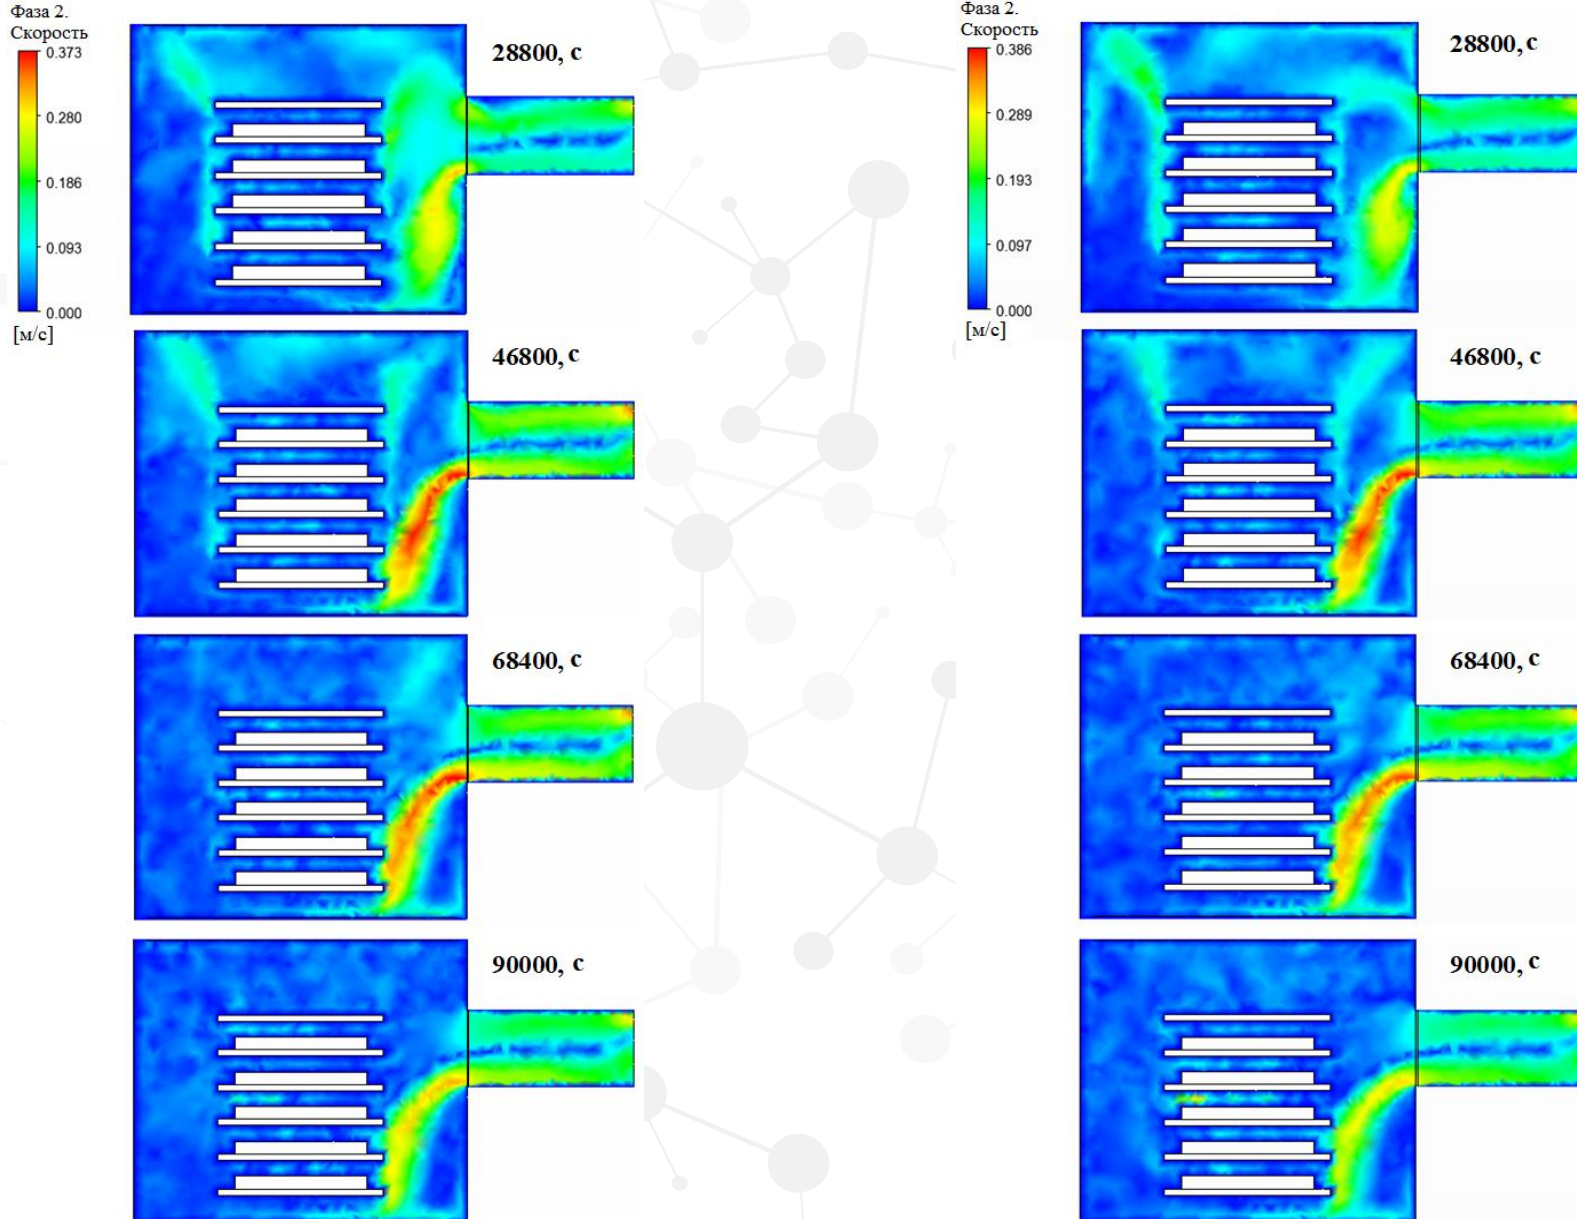 Фаза 2.
Скорость
0.373
0.280
0.186
0.093
0.000
[м/с]
28800, с
46800, с
68400, с
90000, с
Фаза 2.
Скорость
0.386
0.289
0.193
0.097
0.000
[м/с]
28800, с
46800, с
68400, с
90000, с